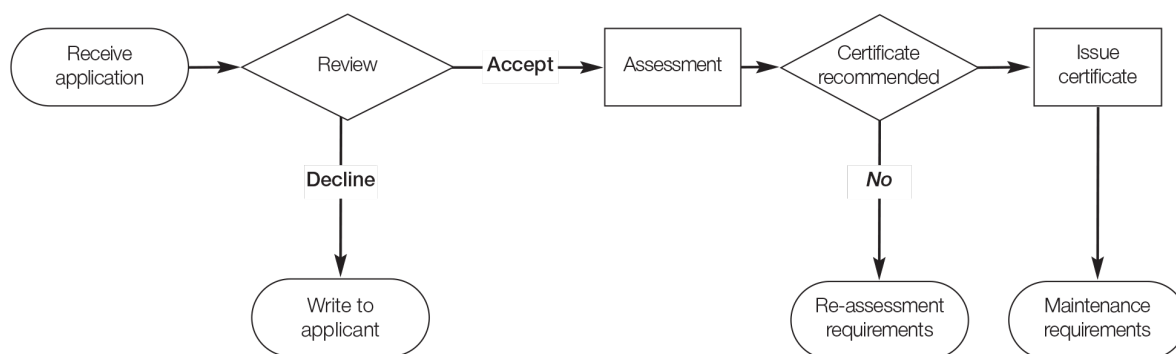 Receive
application
Review
Accept
Assessment
Certificate
recommended
Issue
certificate
Decline
No
Write to
applicant
Re-assessment
requirements
Maintenance
requirements